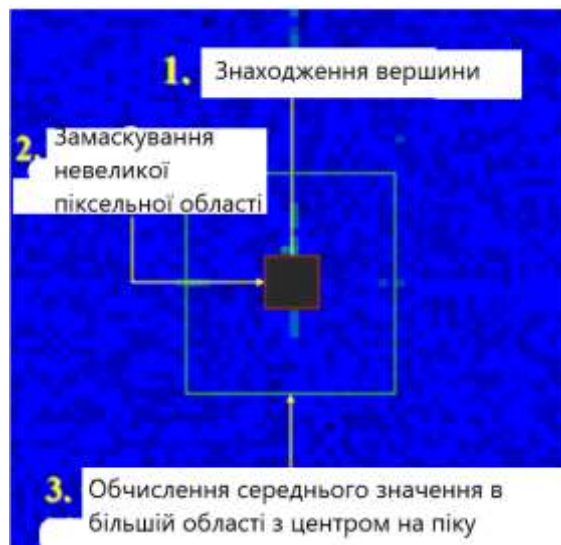 1. Знаходження вершини
2. Замаскування
невеликої
піксельної області
3. Обчислення середнього значення в
більшій області з центром на піку